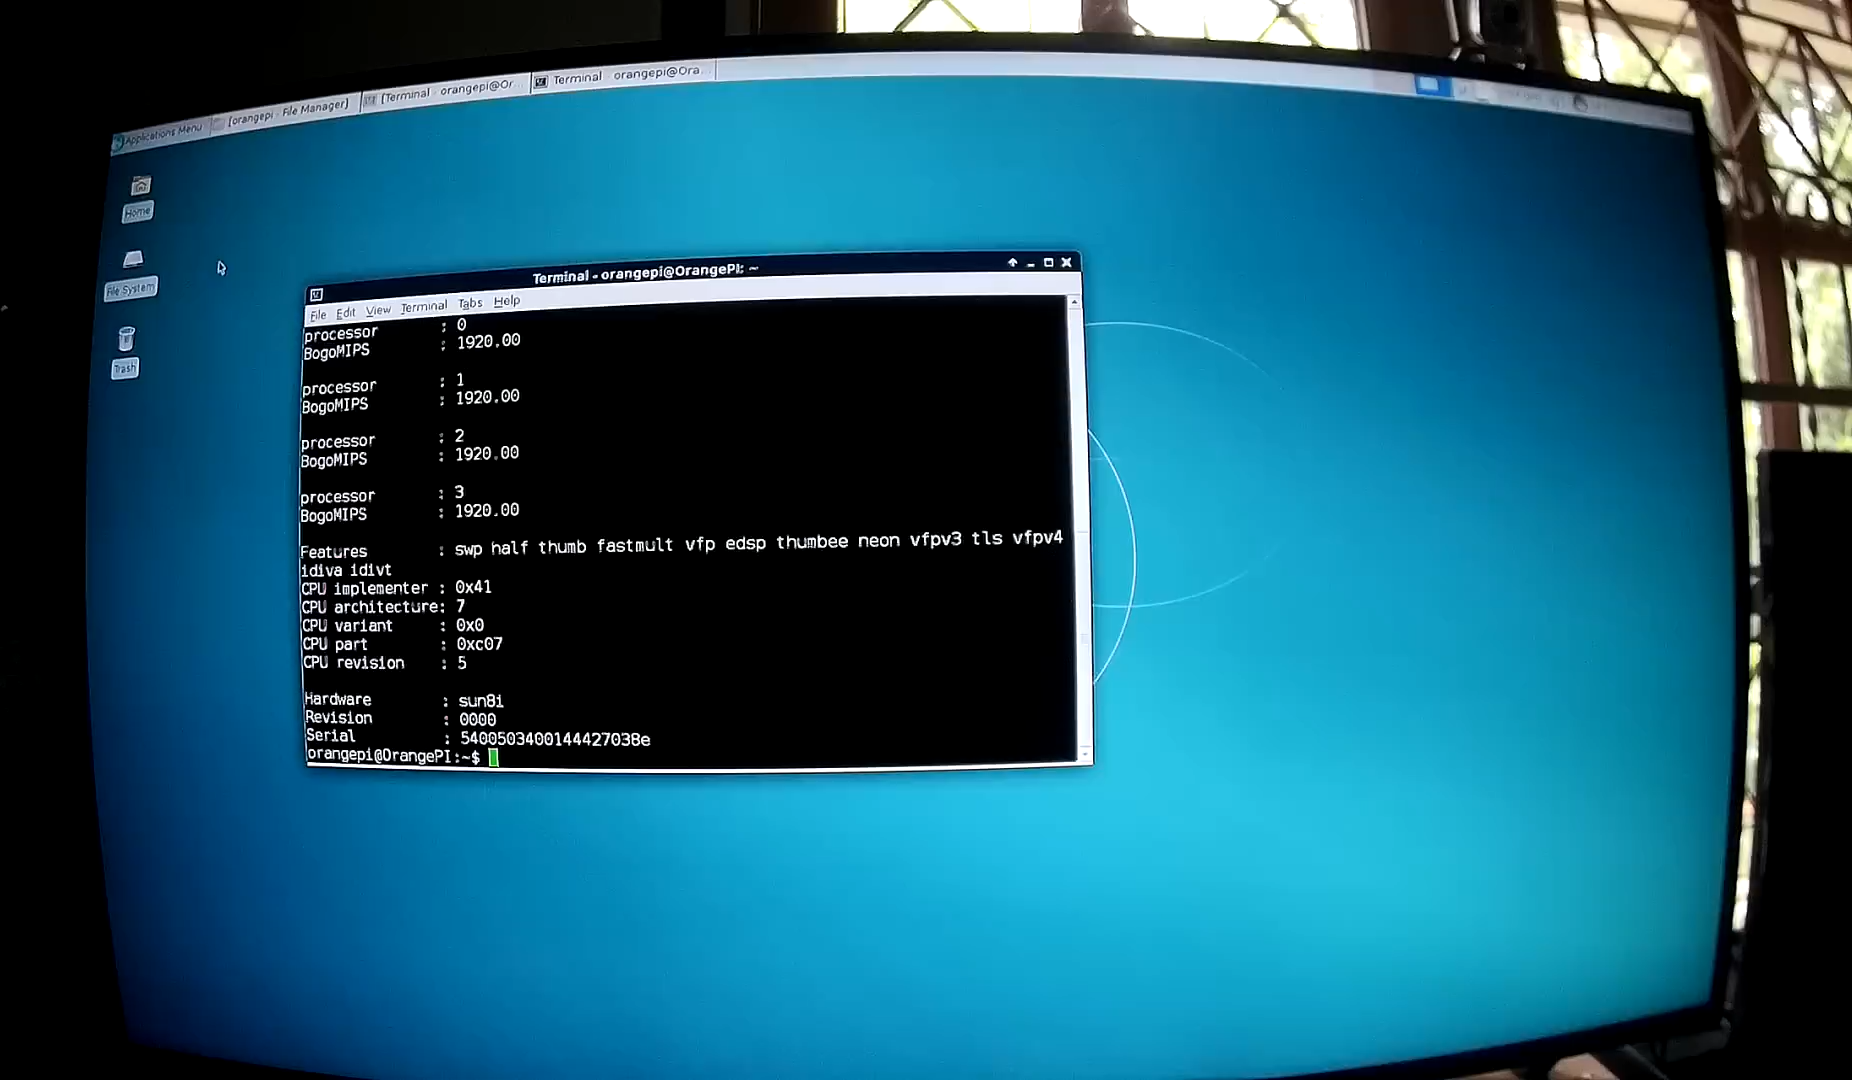 Applications Menu
[orangepi - File Manager]
[Terminal - orangepi@Or...
Terminal orangepi@Ora...
Home
File System
Trash
Terminal - orangepi@OrangePI: ~
File Edit View Terminal Tabs Help
processor : 0
BogoMIPS : 1920.00
processor : 1
BogoMIPS : 1920.00
processor : 2
BogoMIPS : 1920.00
processor : 3
BogoMIPS : 1920.00
Features : swp half thumb fastmult vfp edsp thumbee neon vfpv3 tls vfpv4
idiva idivt
CPU implementer : 0x41
CPU architecture: 7
CPU variant : 0x0
CPU part : 0xc07
CPU revision : 5
Hardware : sun8i
Revision : 0000
Serial : 5400503400144427038e
orangepi@OrangePI:~$